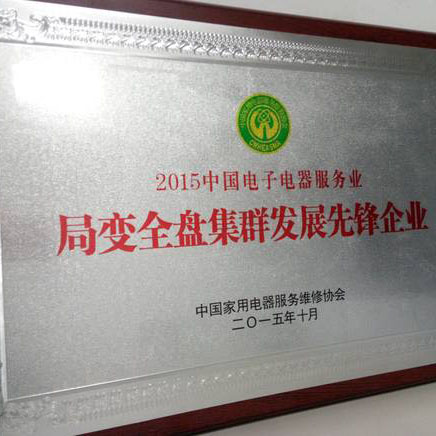 2015中国电子电器服务业
局变全盘集群发展先锋企业
中国家用电器服务维修协会
二〇一五年十月